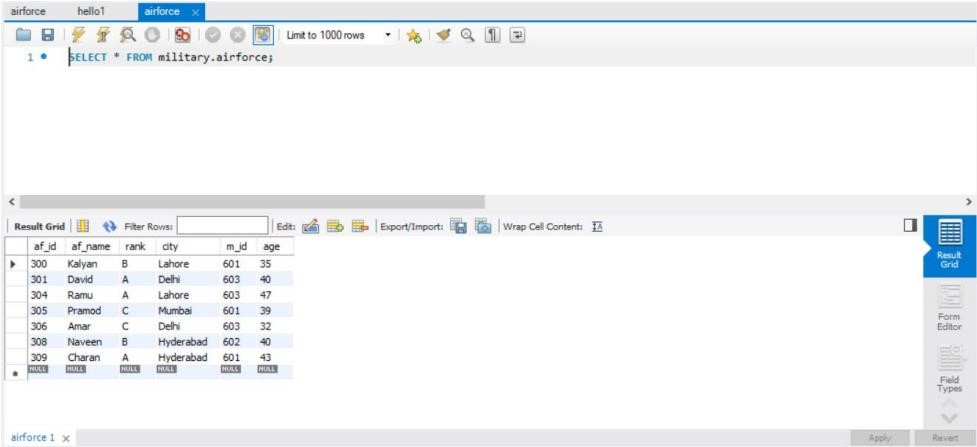 airforce hello1 airforce ×
Limit to 1000 rows
1 SELECT * FROM military.airforce;
Result Grid Filter Rows: Edit: Export/Import: Wrap Cell Content: IA
af_id af_name rank city m_id age
300 Kalyan B Lahore 601 35
301 David A Delhi 603 40
304 Ramu A Lahore 603 47
305 Pramod C Mumbai 601 39
306 Amar C Delhi 603 32
308 Naveen B Hyderabad 602 40
309 Charan A Hyderabad 601 43
NULL NULL NULL NULL NULL NULL
Result
Grid
Form
Editor
Field
Types
airforce 1 × Apply Revert